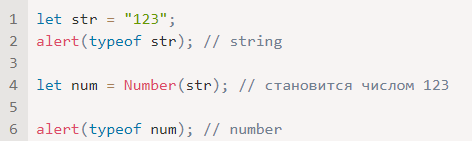 1 let str = "123";
2 alert(typeof str); // string
3
4 let num = Number(str); // становится числом 123
5
6 alert(typeof num); // number